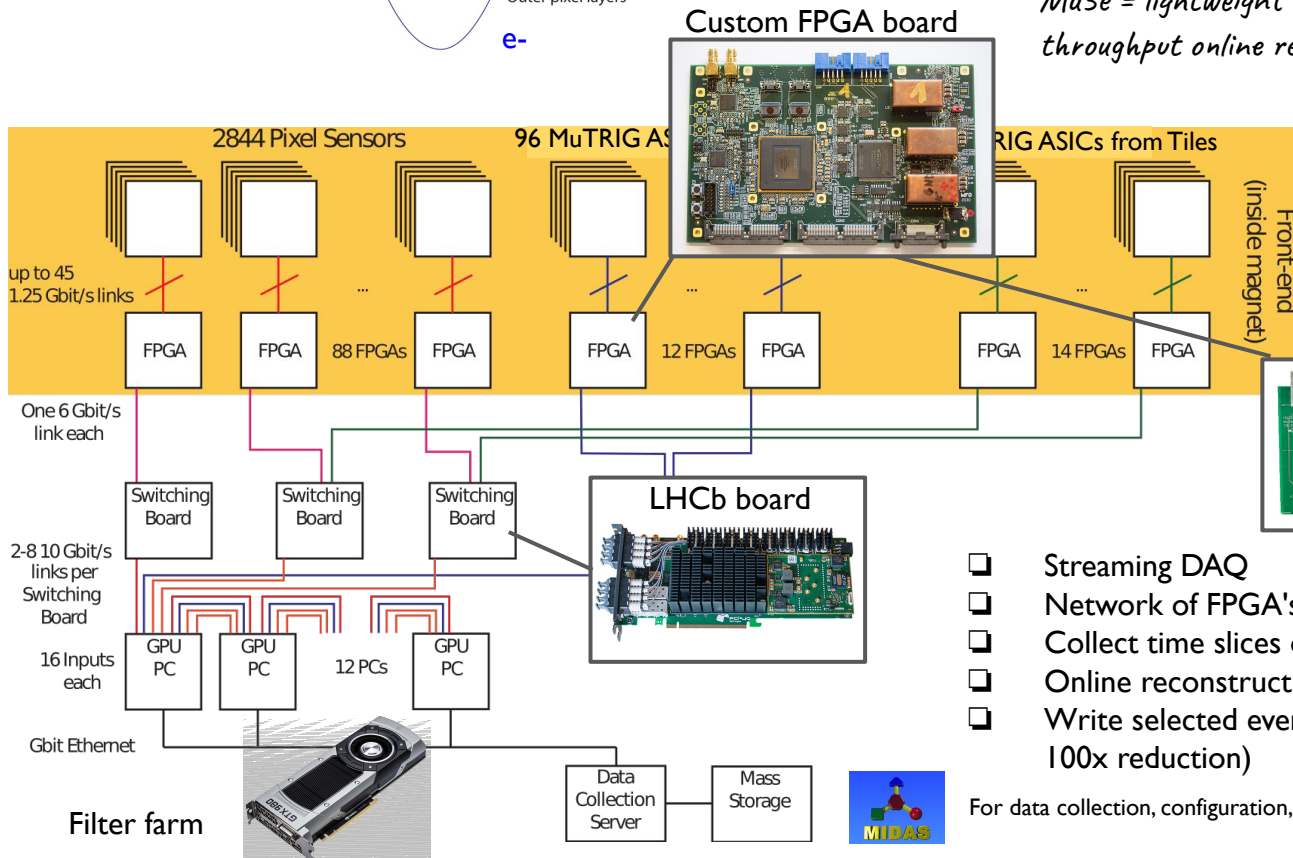 Outer pixel layers
e-
Custom FPGA board
Mu3e = lightweight
throughput online re
2844 Pixel Sensors
96 MuTRIG AS
RIG ASICs from Tiles
Front-end
(inside magnet)
up to 45
1.25 Gbit/s links
...
...
...
FPGA
FPGA
88 FPGAs
FPGA
FPGA
12 FPGAs
FPGA
FPGA
14 FPGAs
FPGA
One 6 Gbit/s
link each
Switching
Board
Switching
Board
Switching
Board
LHCb board
2-8 10 Gbit/s
links per
Switching
Board
16 Inputs
each
GPU
PC
GPU
PC
12 PCs
GPU
PC
Gbit Ethernet
GTX 980
Filter farm
Data
Collection
Server
Mass
Storage
MIDAS
❏ Streaming DAQ
❏ Network of FPGA's
❏ Collect time slices
❏ Online reconstruct
❏ Write selected ever
100x reduction)
For data collection, configuration,